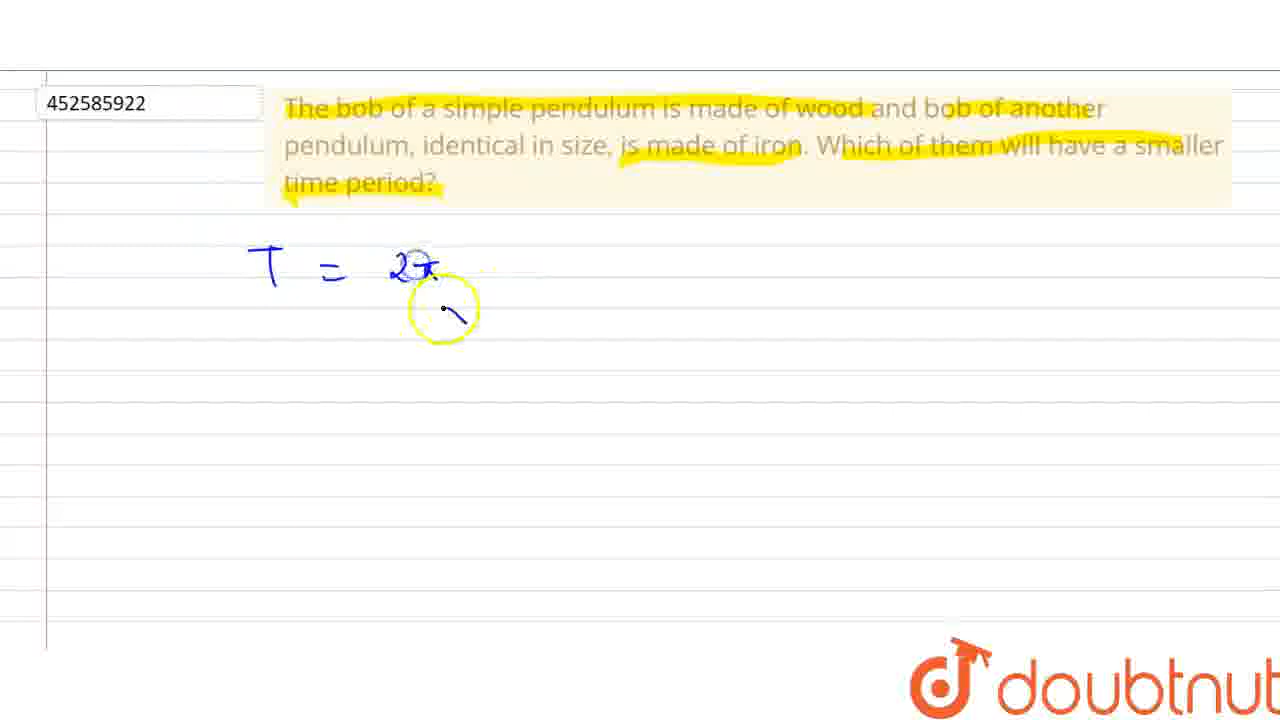 452585922
The bob of a simple pendulum is made of wood and bob of another
pendulum, identical in size, is made of iron. Which of them will have a smaller
time period?
T = 2π
doubtnut